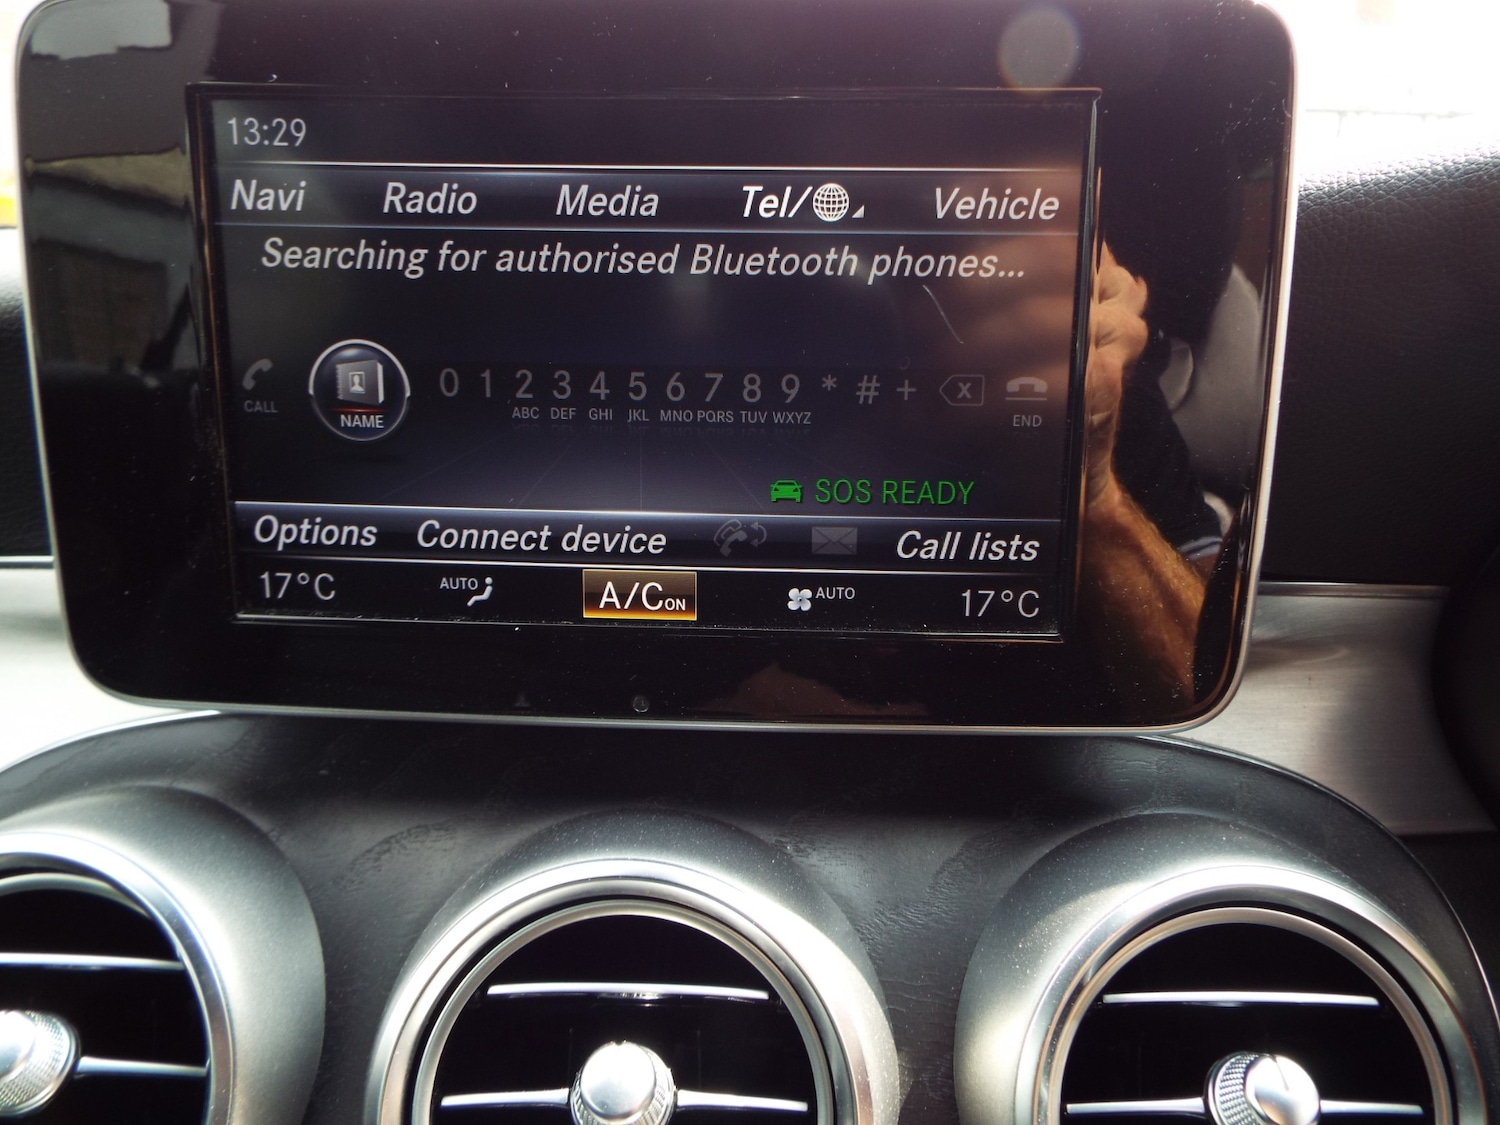 13:29
Navi Radio Media Tel/ Vehicle
Searching for authorised Bluetooth phones...
0 1 2 3 4 5 6 7 8 9 * # + x
CALL NAME ABC DEF GHI JKL MNO PQRS TUV WXYZ END
SOS READY
Options Connect device Call lists
17°C AUTO A/C ON AUTO 17°C